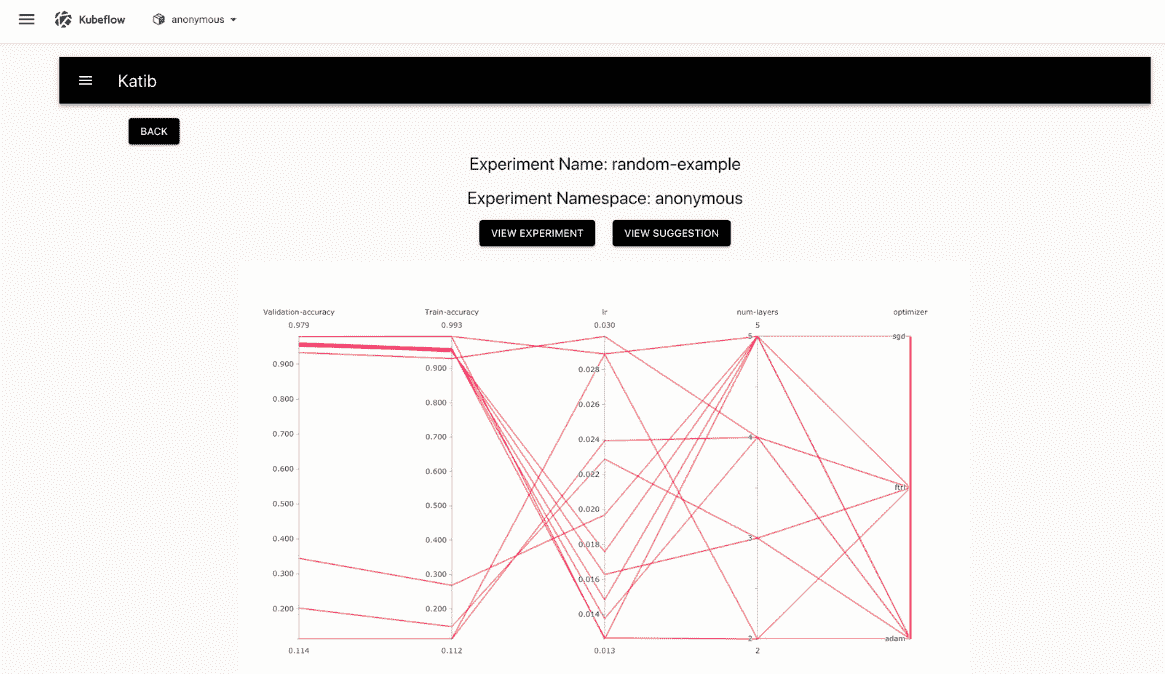 Kubeflow
anonymous
Katib
BACK
Experiment Name: random-example
Experiment Namespace: anonymous
VIEW EXPERIMENT
VIEW SUGGESTION
Validation-accuracy
Train-accuracy
lr
num-layers
optimizer
0.979
0.993
0.030
5
5
sgd
0.900
0.900
0.028
0.800
0.800
0.026
0.700
0.700
0.024
4
0.600
0.600
0.022
0.500
0.500
0.020
ftrl
0.400
0.400
0.018
3
0.300
0.300
0.016
0.200
0.200
0.014
2
adam
0.114
0.112
0.013
2